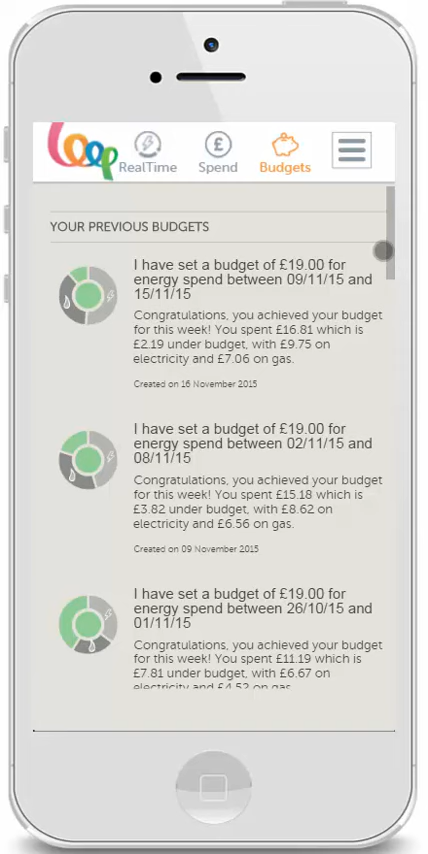 loop
RealTime
Spend
Budgets
YOUR PREVIOUS BUDGETS
I have set a budget of £19.00 for
energy spend between 09/11/15 and
15/11/15
Congratulations, you achieved your budget
for this week! You spent £16.81 which is
£2.19 under budget, with £9.75 on
electricity and £7.06 on gas.
Created on 16 November 2015
I have set a budget of £19.00 for
energy spend between 02/11/15 and
08/11/15
Congratulations, you achieved your budget
for this week! You spent £15.18 which is
£3.82 under budget, with £8.62 on
electricity and £6.56 on gas.
Created on 09 November 2015
I have set a budget of £19.00 for
energy spend between 26/10/15 and
01/11/15
Congratulations, you achieved your budget
for this week! You spent £11.19 which is
£7.81 under budget, with £6.67 on
electricity and £4.52 on gas.